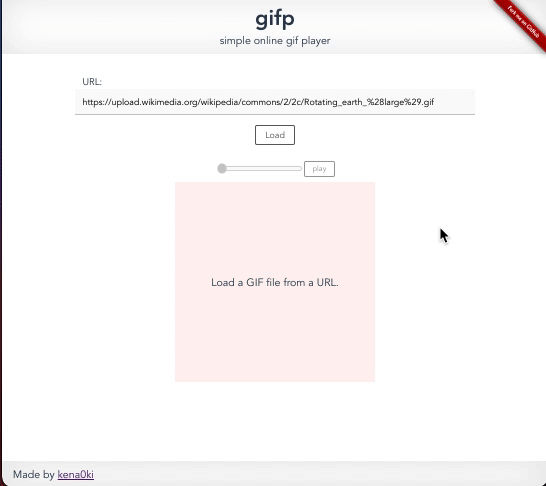 gifp
simple online gif player
Fork me on GitHub
URL:
https://upload.wikimedia.org/wikipedia/commons/2/2c/Rotating_earth_%28large%29.gif
Load
play
Load a GIF file from a URL.
Made by kena0ki